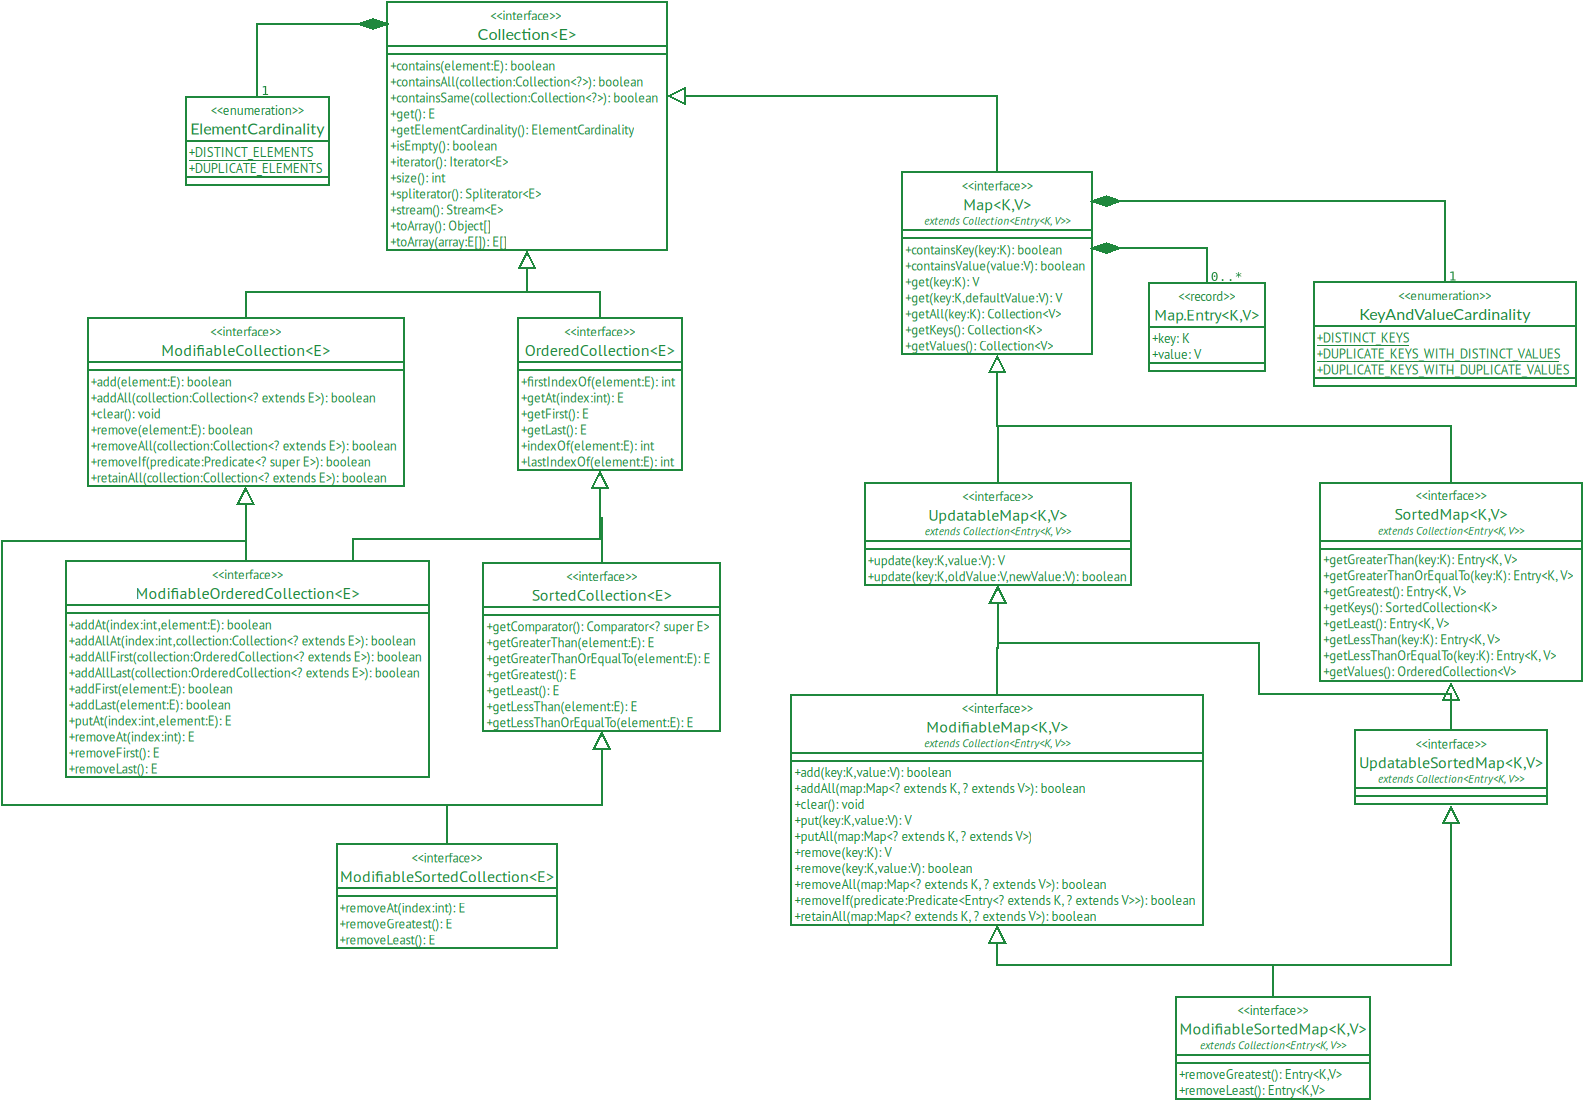 <<interface>>
Collection<E>
+contains(element:E): boolean
+containsAll(collection:Collection<?>): boolean
+containsSame(collection:Collection<?>): boolean
+get(): E
+getElementCardinality(): ElementCardinality
+isEmpty(): boolean
+iterator(): Iterator<E>
+size(): int
+spliterator(): Spliterator<E>
+stream(): Stream<E>
+toArray(): Object[]
+toArray(array:E[]): E[]
1
<<enumeration>>
ElementCardinality
+DISTINCT_ELEMENTS
+DUPLICATE_ELEMENTS
<<interface>>
Map<K,V>
extends Collection<Entry<K, V>>
+containsKey(key:K): boolean
+containsValue(value:V): boolean
+get(key:K): V
+get(key:K,defaultValue:V): V
+getAll(key:K): Collection<V>
+getKeys(): Collection<K>
+getValues(): Collection<V>
0..*
<<record>>
Map.Entry<K,V>
+key: K
+value: V
1
<<enumeration>>
KeyAndValueCardinality
+DISTINCT_KEYS
+DUPLICATE_KEYS_WITH_DISTINCT_VALUES
+DUPLICATE_KEYS_WITH_DUPLICATE_VALUES
<<interface>>
ModifiableCollection<E>
+add(element:E): boolean
+addAll(collection:Collection<? extends E>): boolean
+clear(): void
+remove(element:E): boolean
+removeAll(collection:Collection<? extends E>): boolean
+removeIf(predicate:Predicate<? super E>): boolean
+retainAll(collection:Collection<? extends E>): boolean
<<interface>>
OrderedCollection<E>
+firstIndexOf(element:E): int
+getAt(index:int): E
+getFirst(): E
+getLast(): E
+indexOf(element:E): int
+lastIndexOf(element:E): int
<<interface>>
UpdatableMap<K,V>
extends Collection<Entry<K, V>>
+update(key:K,value:V): V
+update(key:K,oldValue:V,newValue:V): boolean
<<interface>>
SortedMap<K,V>
extends Collection<Entry<K, V>>
+getGreaterThan(key:K): Entry<K, V>
+getGreaterThanOrEqualTo(key:K): Entry<K, V>
+getGreatest(): Entry<K, V>
+getKeys(): SortedCollection<K>
+getLeast(): Entry<K, V>
+getLessThan(key:K): Entry<K, V>
+getLessThanOrEqualTo(key:K): Entry<K, V>
+getValues(): OrderedCollection<V>
<<interface>>
ModifiableOrderedCollection<E>
+addAt(index:int,element:E): boolean
+addAllAt(index:int,collection:Collection<? extends E>): boolean
+addAllFirst(collection:OrderedCollection<? extends E>): boolean
+addAllLast(collection:OrderedCollection<? extends E>): boolean
+addFirst(element:E): boolean
+addLast(element:E): boolean
+putAt(index:int,element:E): E
+removeAt(index:int): E
+removeFirst(): E
+removeLast(): E
<<interface>>
SortedCollection<E>
+getComparator(): Comparator<? super E>
+getGreaterThan(element:E): E
+getGreaterThanOrEqualTo(element:E): E
+getGreatest(): E
+getLeast(): E
+getLessThan(element:E): E
+getLessThanOrEqualTo(element:E): E
<<interface>>
ModifiableMap<K,V>
extends Collection<Entry<K, V>>
+add(key:K,value:V): boolean
+addAll(map:Map<? extends K, ? extends V>): boolean
+clear(): void
+put(key:K,value:V): V
+putAll(map:Map<? extends K, ? extends V>)
+remove(key:K): V
+remove(key:K,value:V): boolean
+removeAll(map:Map<? extends K, ? extends V>): boolean
+removeIf(predicate:Predicate<Entry<? extends K, ? extends V>>): boolean
+retainAll(map:Map<? extends K, ? extends V>): boolean
<<interface>>
UpdatableSortedMap<K,V>
extends Collection<Entry<K, V>>
<<interface>>
ModifiableSortedCollection<E>
+removeAt(index:int): E
+removeGreatest(): E
+removeLeast(): E
<<interface>>
ModifiableSortedMap<K,V>
extends Collection<Entry<K, V>>
+removeGreatest(): Entry<K,V>
+removeLeast(): Entry<K,V>